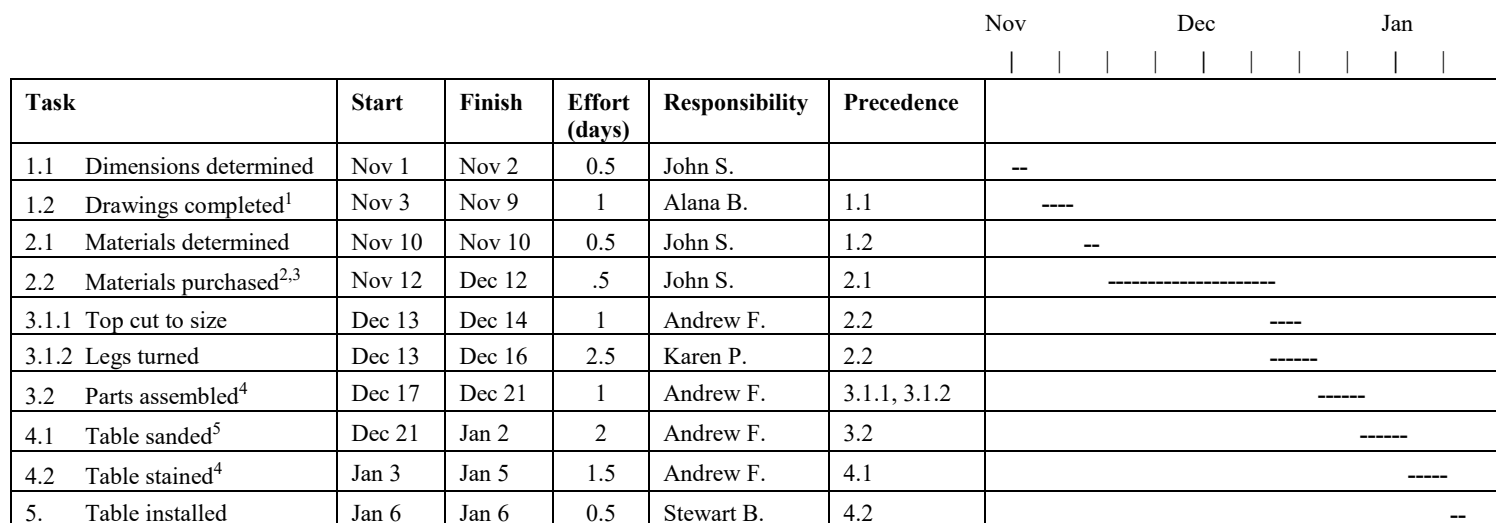 Nov Dec Jan
Task Start Finish Effort (days) Responsibility Precedence
1.1 Dimensions determined Nov 1 Nov 2 0.5 John S.
1.2 Drawings completed1 Nov 3 Nov 9 1 Alana B. 1.1
2.1 Materials determined Nov 10 Nov 10 0.5 John S. 1.2
2.2 Materials purchased2,3 Nov 12 Dec 12 .5 John S. 2.1
3.1.1 Top cut to size Dec 13 Dec 14 1 Andrew F. 2.2
3.1.2 Legs turned Dec 13 Dec 16 2.5 Karen P. 2.2
3.2 Parts assembled4 Dec 17 Dec 21 1 Andrew F. 3.1.1, 3.1.2
4.1 Table sanded5 Dec 21 Jan 2 2 Andrew F. 3.2
4.2 Table stained4 Jan 3 Jan 5 1.5 Andrew F. 4.1
5. Table installed Jan 6 Jan 6 0.5 Stewart B. 4.2